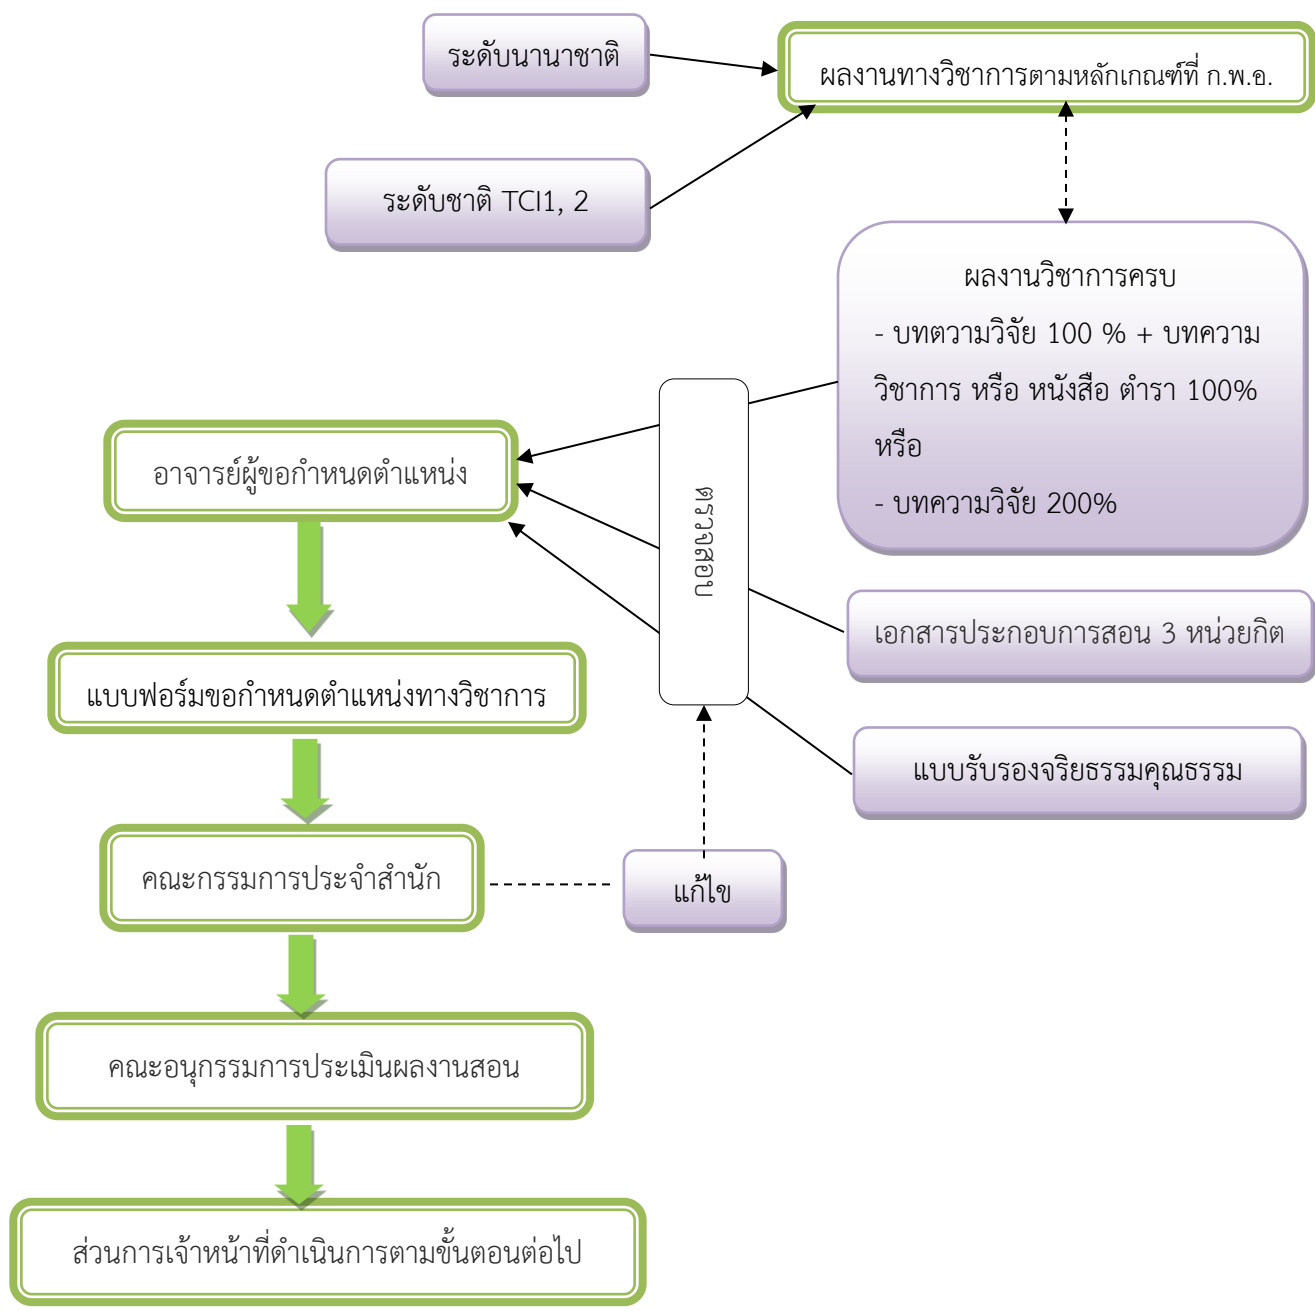 ระดับนานาชาติ
ผลงานทางวิชาการตามหลักเกณฑ์ที่ ก.พ.อ.
ระดับชาติ TCI1, 2
ผลงานวิชาการครบ
- บทตวามวิจัย 100 % + บทความ
วิชาการ หรือ หนังสือ ตำรา 100%
หรือ
- บทความวิจัย 200%
อาจารย์ผู้ขอกำหนดตำแหน่ง
ตรวจสอบ
เอกสารประกอบการสอน 3 หน่วยกิต
แบบฟอร์มขอกำหนดตำแหน่งทางวิชาการ
แบบรับรองจริยธรรมคุณธรรม
คณะกรรมการประจำสำนัก
แก้ไข
คณะอนุกรรมการประเมินผลงานสอน
ส่วนการเจ้าหน้าที่ดำเนินการตามขั้นตอนต่อไป